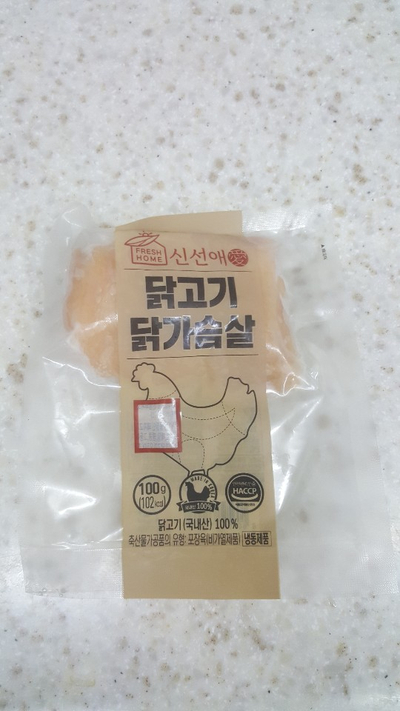 FRESH
HOME
신선애 愛
닭고기
닭가슴살
100g
(102kcal)
100%
HACCP
닭고기(국내산) 100%
축산물가공품의 유형: 포장육(비가열제품) 냉동제품